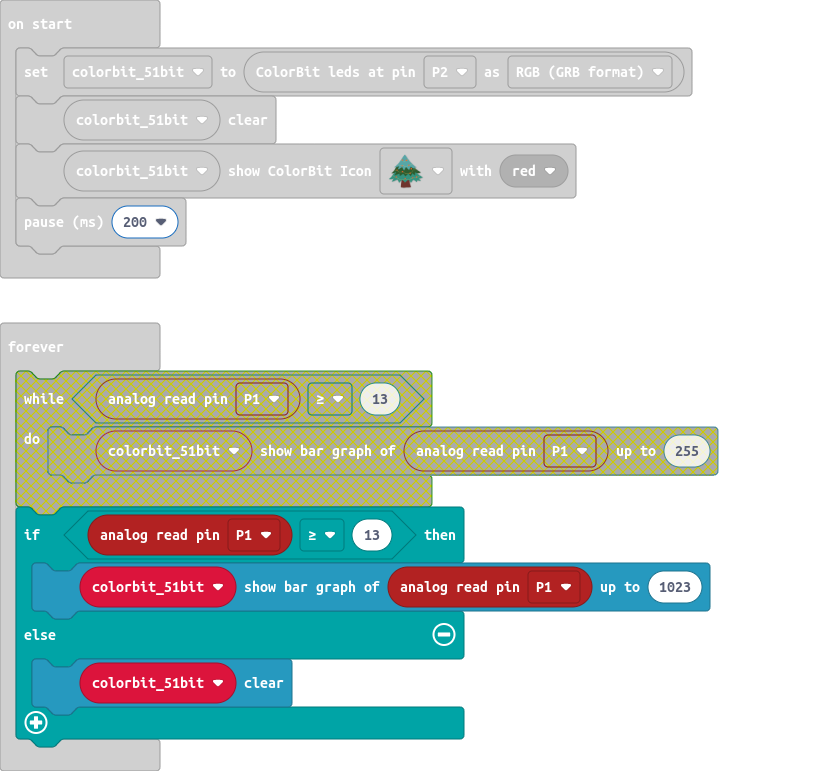 on start
set colorbit_51bit to ColorBit leds at pin P2 as RGB (GRB format)
colorbit_51bit clear
colorbit_51bit show ColorBit Icon with red
pause (ms) 200
forever
while analog read pin P1 ≥ 13
do colorbit_51bit show bar graph of analog read pin P1 up to 255
if analog read pin P1 ≥ 13 then
colorbit_51bit show bar graph of analog read pin P1 up to 1023
else
colorbit_51bit clear